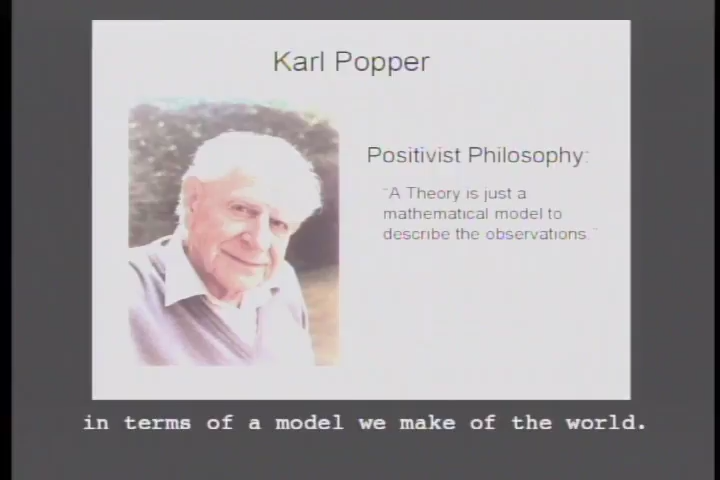 Karl Popper
Positivist Philosophy:
"A Theory is just a
mathematical model to
describe the observations."
in terms of a model we make of the world.